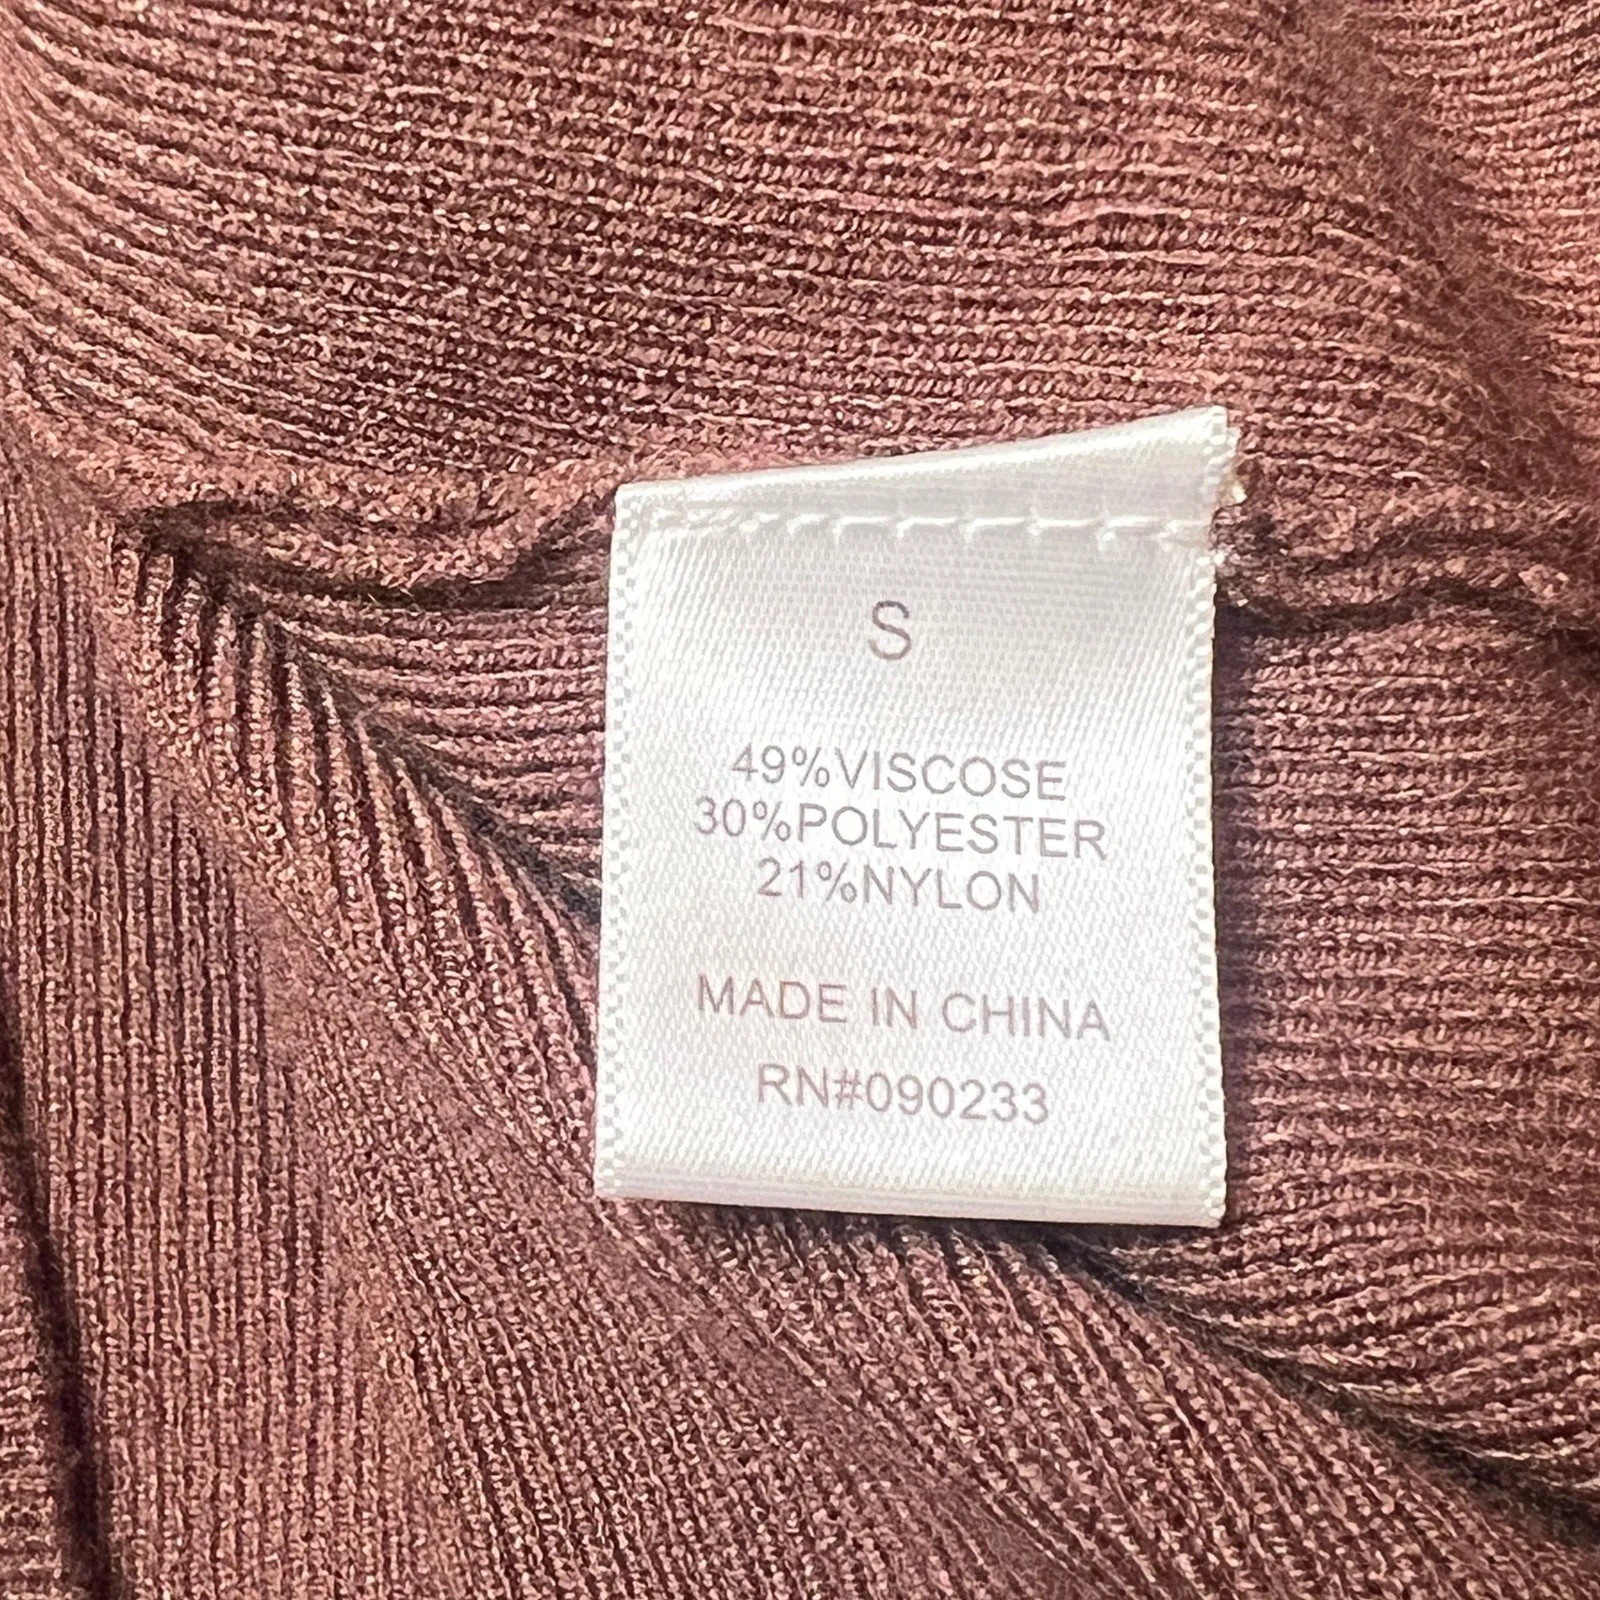 S
49%VISCOSE
30%POLYESTER
21%NYLON
MADE IN CHINA
RN#090233